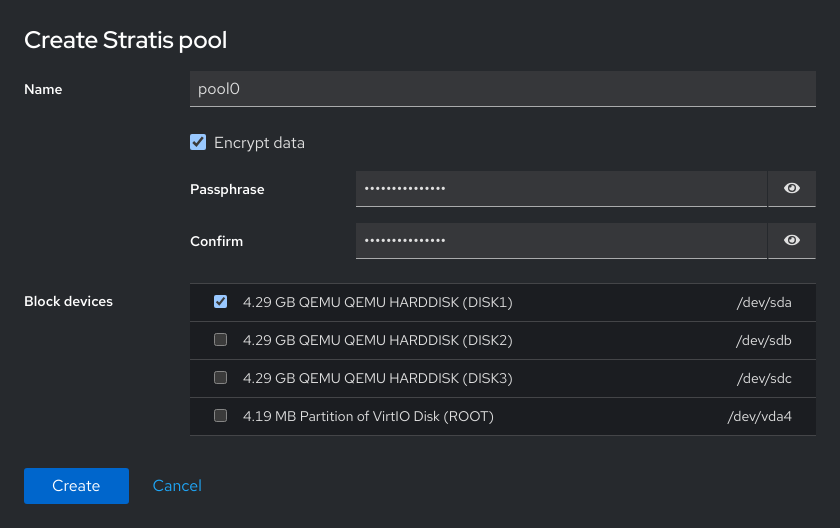 Create Stratis pool
Name pool0
Encrypt data
Passphrase •••••••••••••••
Confirm •••••••••••••••
Block devices 4.29 GB QEMU QEMU HARDDISK (DISK1) /dev/sda
4.29 GB QEMU QEMU HARDDISK (DISK2) /dev/sdb
4.29 GB QEMU QEMU HARDDISK (DISK3) /dev/sdc
4.19 MB Partition of VirtIO Disk (ROOT) /dev/vda4
Create Cancel